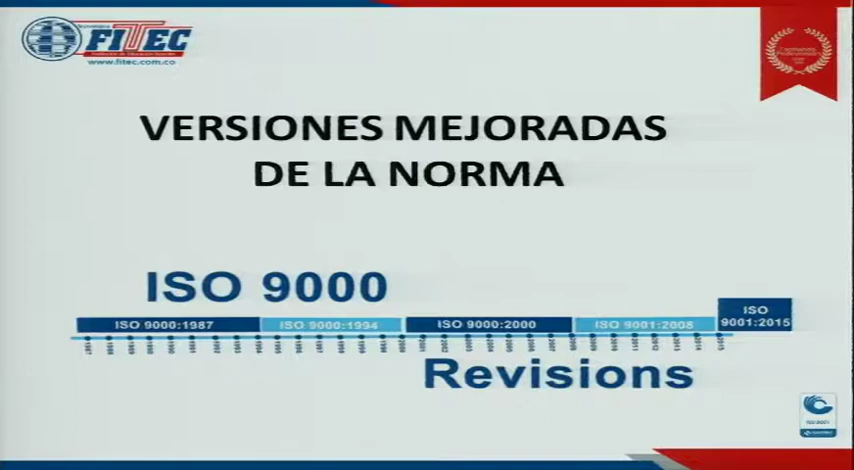 FITEC
www.fitec.com.co
VERSIONES MEJORADAS
DE LA NORMA
ISO 9000
ISO 9000:1987
ISO 9000:1994
ISO 9000:2000
ISO 9001:2008
ISO
9001:2015
Revisions